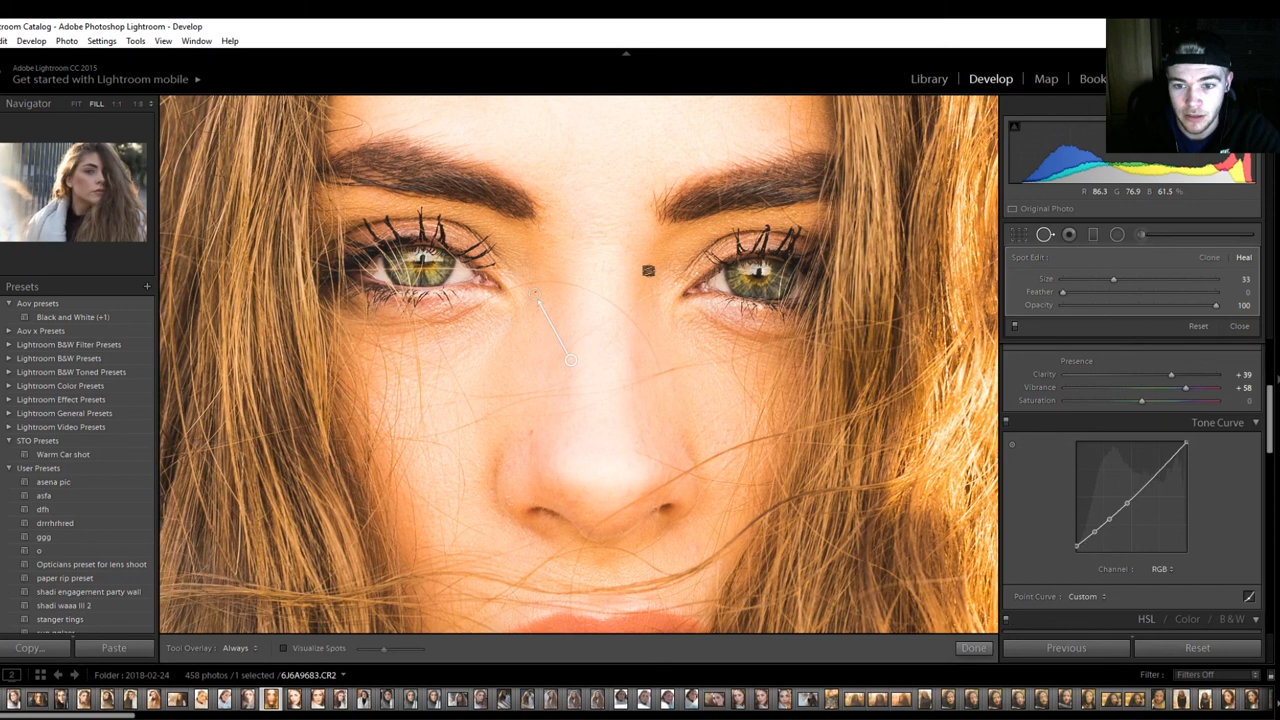 troom Catalog - Adobe Photoshop Lightroom - Develop
dit Develop Photo Settings Tools View Window Help
Adobe Lightroom CC 2015
Get started with Lightroom mobile
Library | Develop | Map | Book
Navigator FIT FILL 1:1 1:8
R 86.3 G 76.9 B 61.5 %
Original Photo
Spot Edit : Clone Heal
Size 33
Feather 0
Opacity 100
Reset Close
Presence
Clarity + 39
Vibrance + 58
Saturation 0
Tone Curve
Channel : RGB
Point Curve : Custom
HSL / Color / B & W
Previous Reset
Presets +
Aov presets
Black and White (+1)
Aov x Presets
Lightroom B&W Filter Presets
Lightroom B&W Presets
Lightroom B&W Toned Presets
Lightroom Color Presets
Lightroom Effect Presets
Lightroom General Presets
Lightroom Video Presets
STO Presets
Warm Car shot
User Presets
asena pic
asfa
dfh
drrrhrhred
ggg
o
Opticians preset for lens shoot
paper rip preset
shadi engagement party wall
shadi waaa lll 2
stanger tings
Copy... Paste
Tool Overlay : Always Visualize Spots Done
2 Folder : 2018-02-24 458 photos / 1 selected / 6J6A9683.CR2
Filter : Filters Off